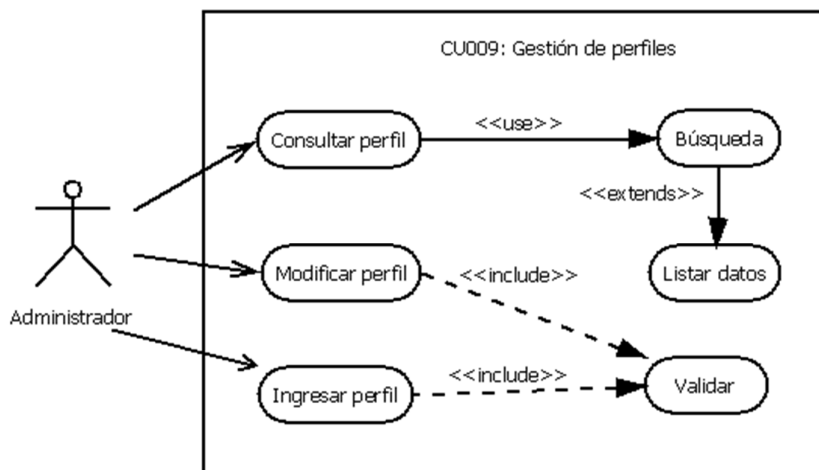 CU009: Gestión de perfiles
Consultar perfil
<<use>>
Búsqueda
<<extends>>
Administrador
Modificar perfil
<<include>>
Listar datos
Ingresar perfil
<<include>>
Validar